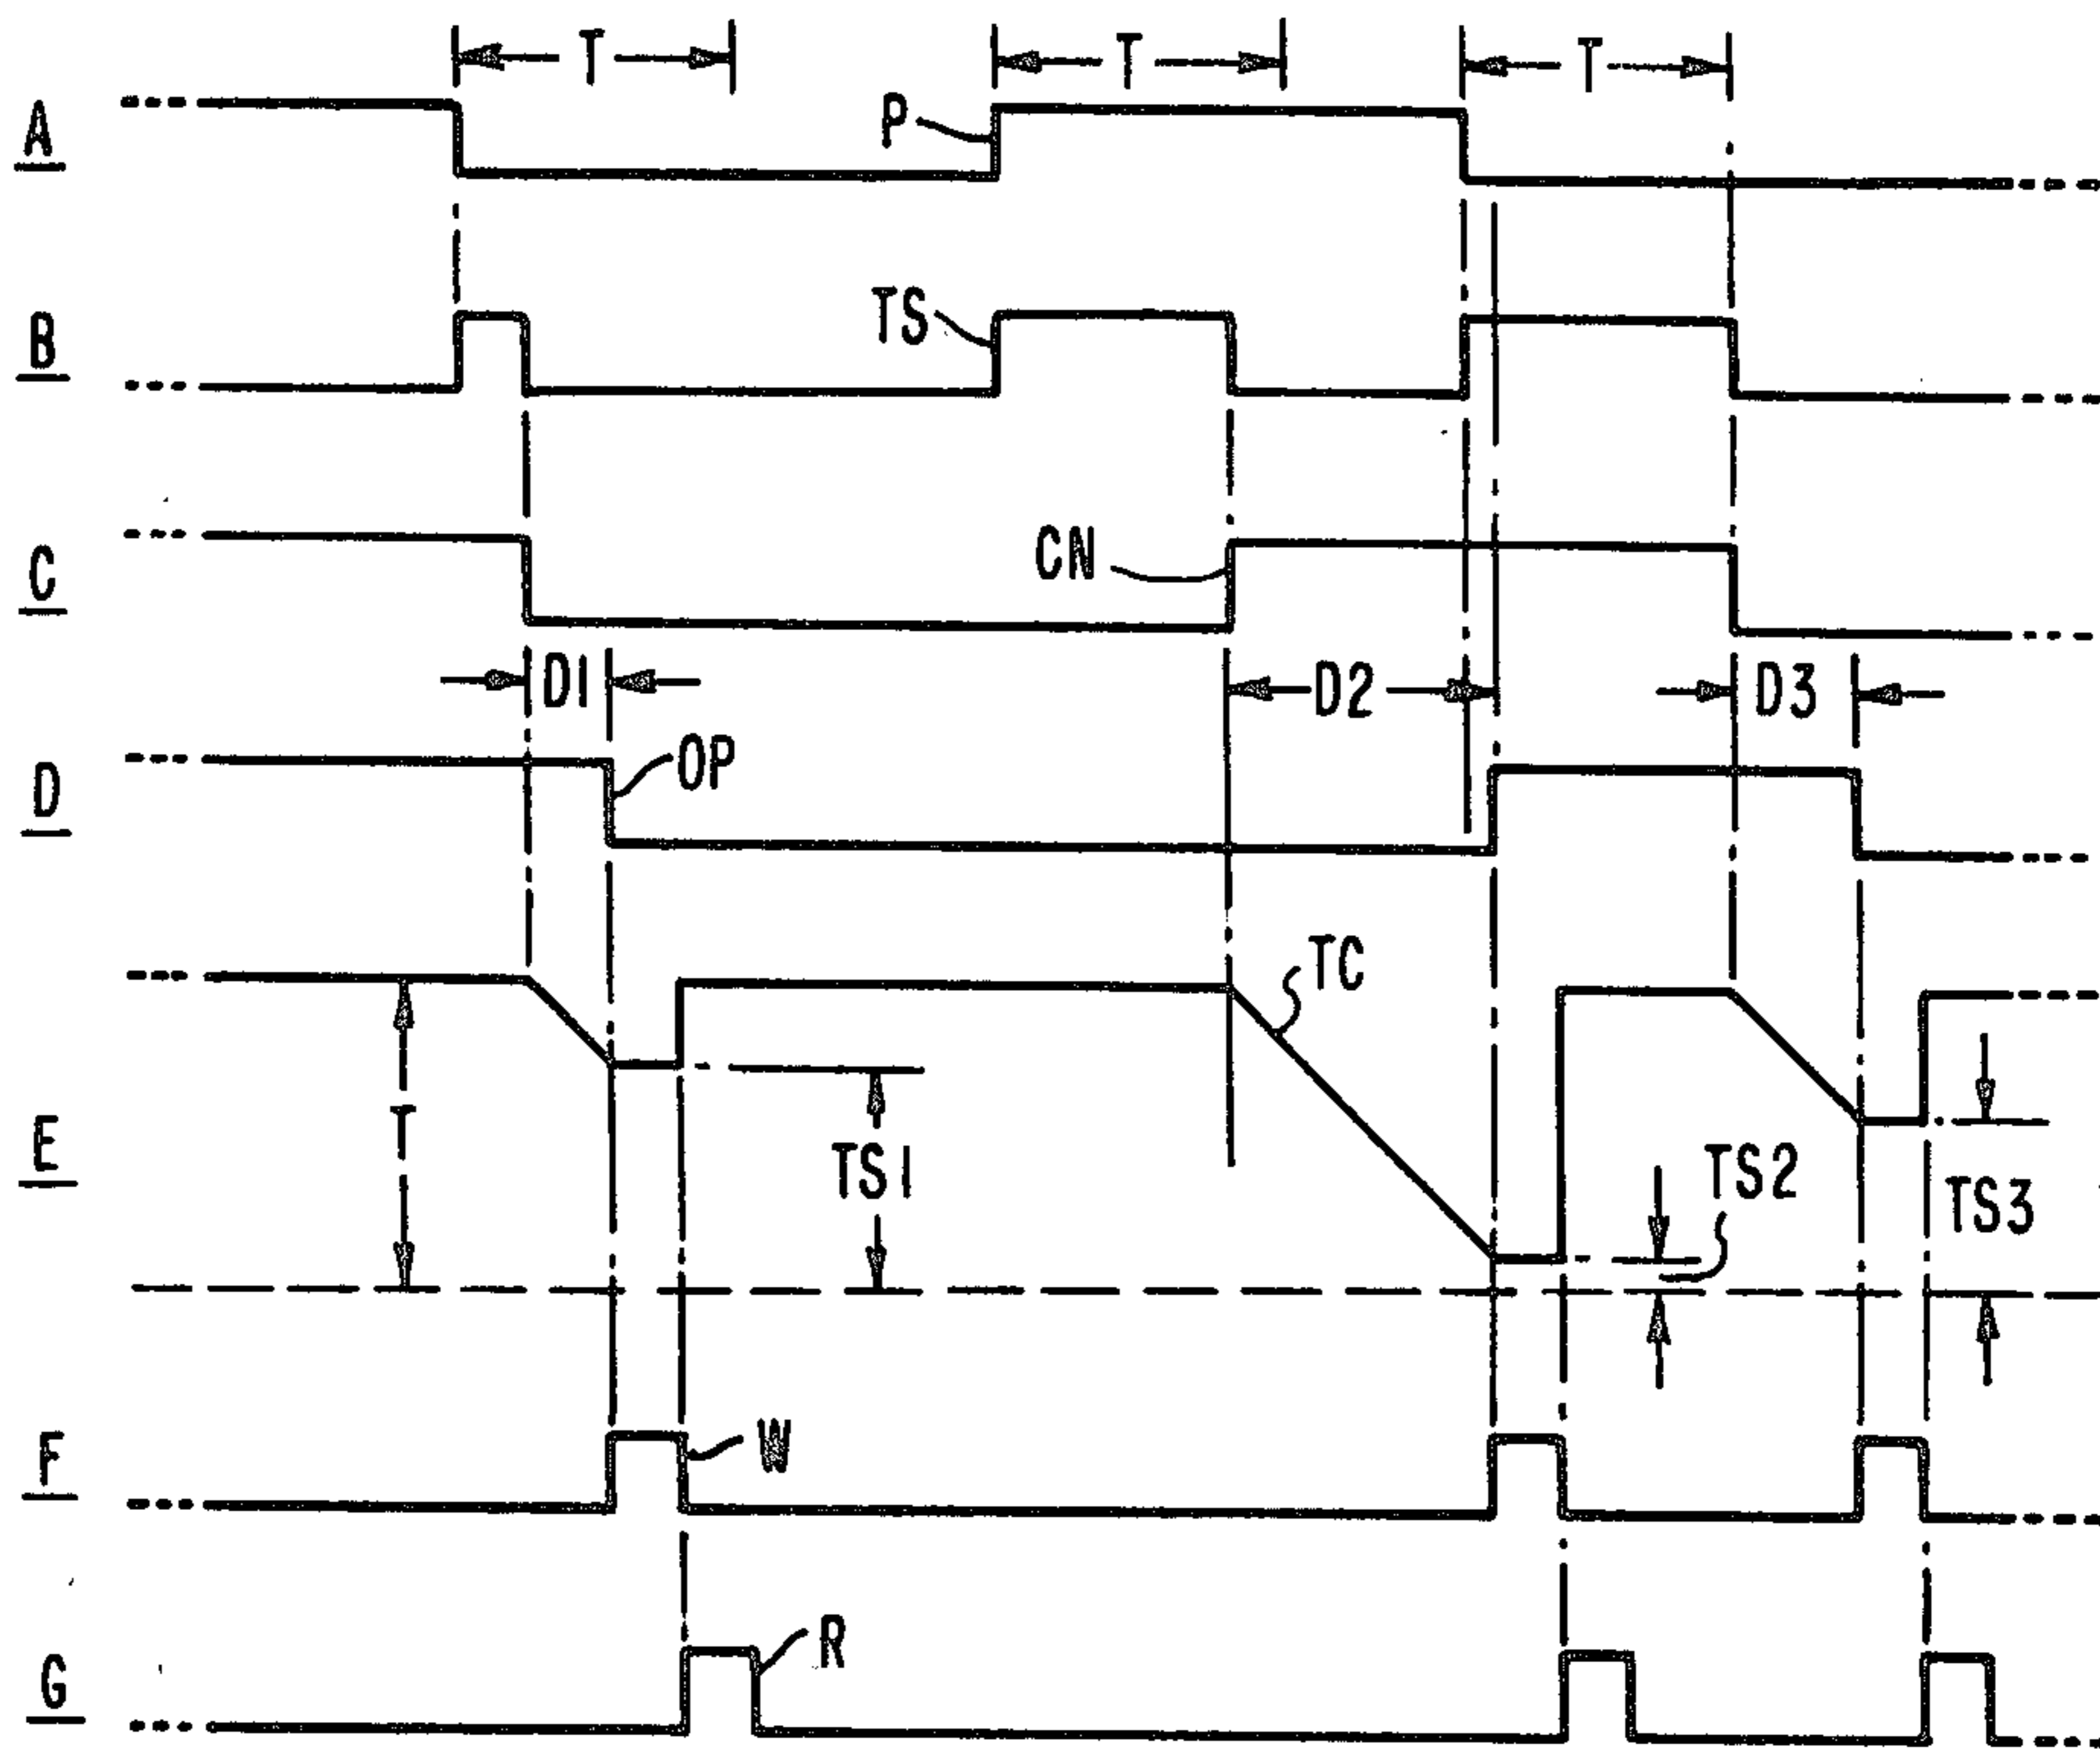 T T T
A P
B TS
C CN
D1 D2 D3
D OP
TC
E T TS1 TS2 TS3
F W
G R